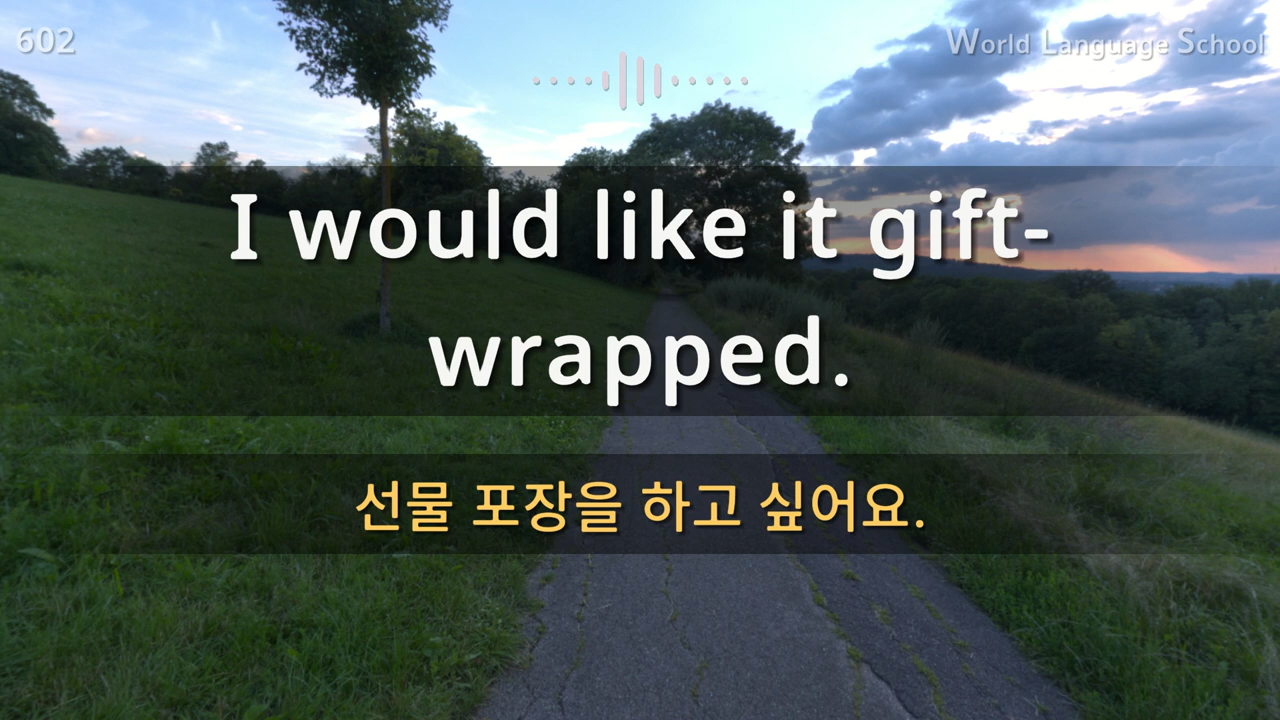 602
World Language School
I would like it gift-
wrapped.
선물 포장을 하고 싶어요.